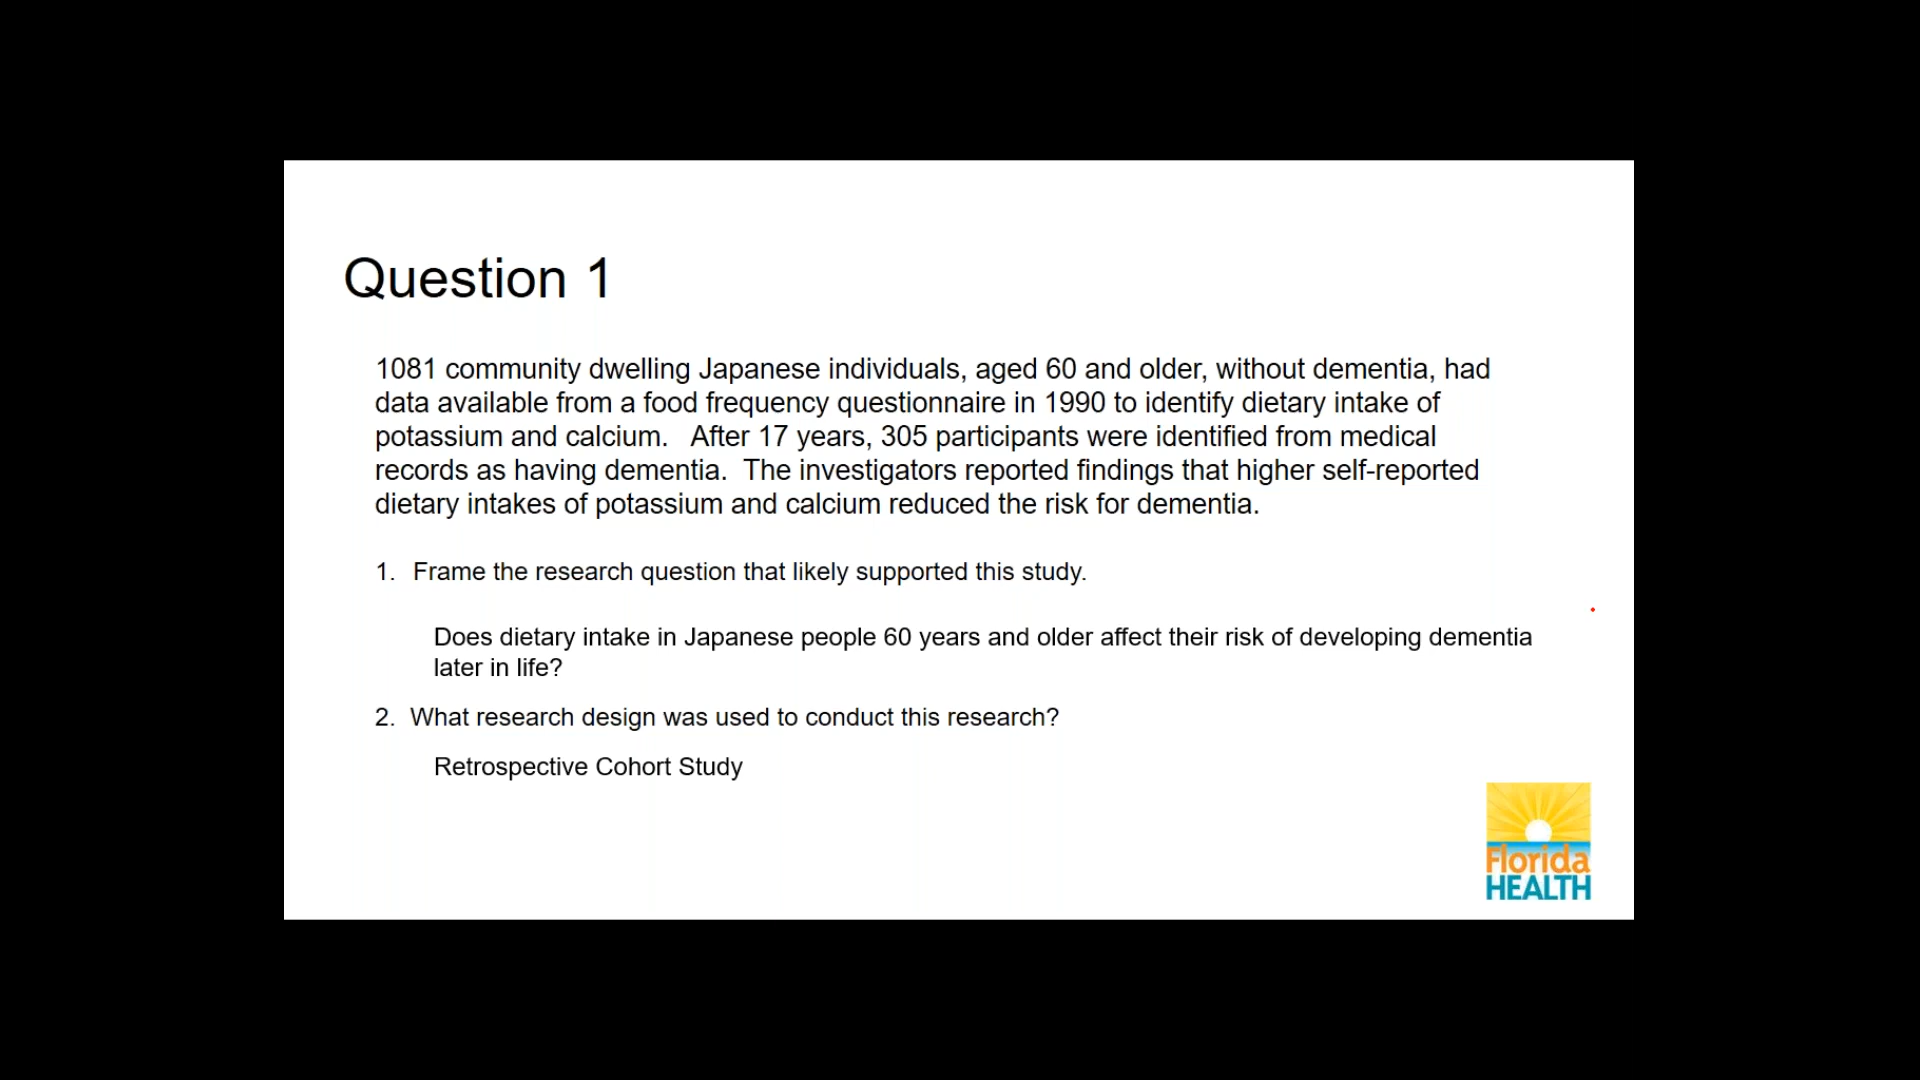 Question 1
1081 community dwelling Japanese individuals, aged 60 and older, without dementia, had
data available from a food frequency questionnaire in 1990 to identify dietary intake of
potassium and calcium.   After 17 years, 305 participants were identified from medical
records as having dementia.  The investigators reported findings that higher self-reported
dietary intakes of potassium and calcium reduced the risk for dementia.
1. Frame the research question that likely supported this study.
Does dietary intake in Japanese people 60 years and older affect their risk of developing dementia
later in life?
2. What research design was used to conduct this research?
Retrospective Cohort Study
Florida
HEALTH